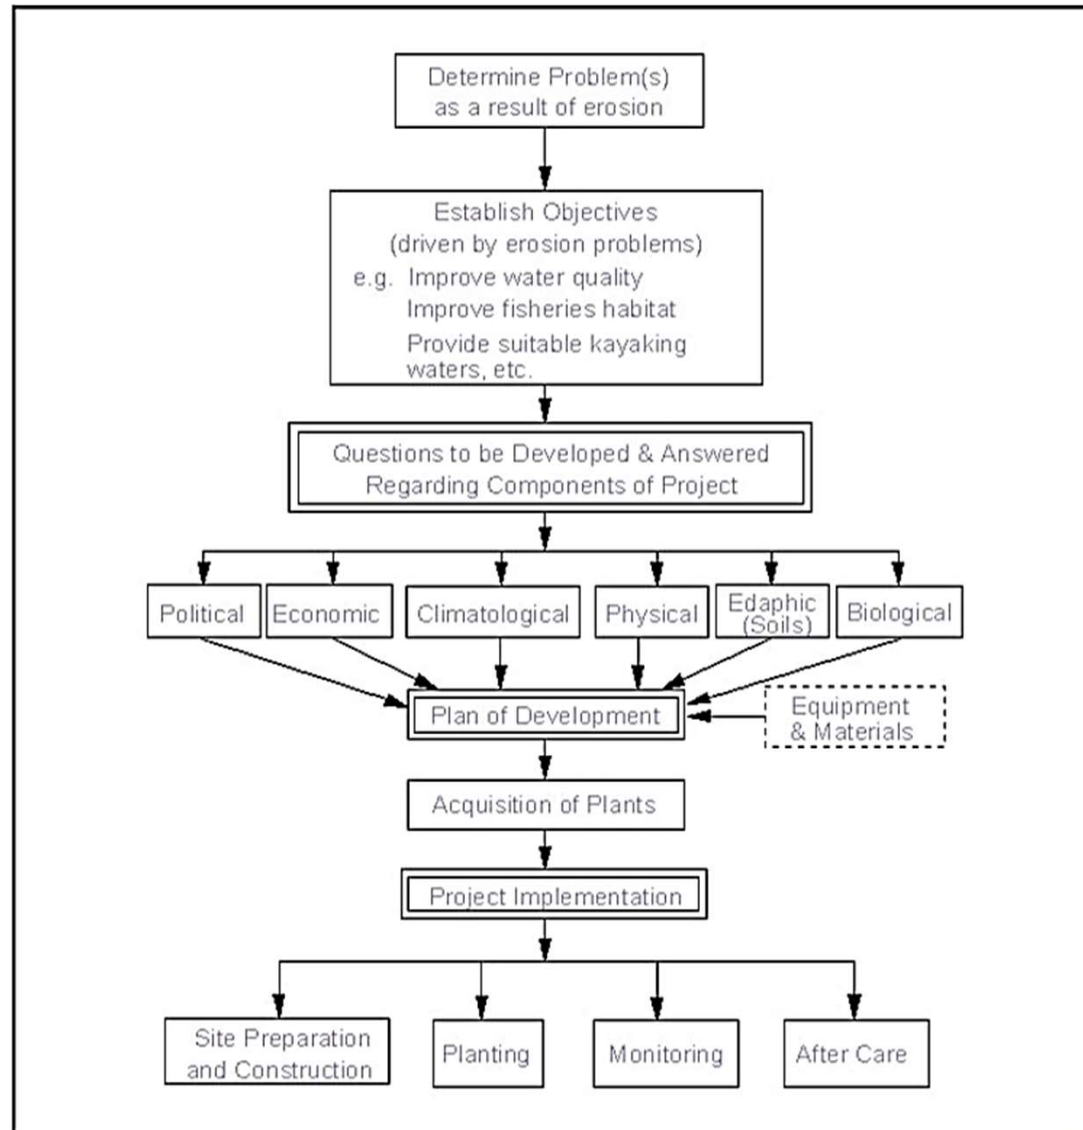 Determine Problem(s)
as a result of erosion
Establish Objectives
(driven by erosion problems)
e.g. Improve water quality
Improve fisheries habitat
Provide suitable kayaking
waters, etc.
Questions to be Developed & Answered
Regarding Components of Project
Political
Economic
Climatological
Physical
Edaphic
(Soils)
Biological
Plan of Development
Equipment
& Materials
Acquisition of Plants
Project Implementation
Site Preparation
and Construction
Planting
Monitoring
After Care